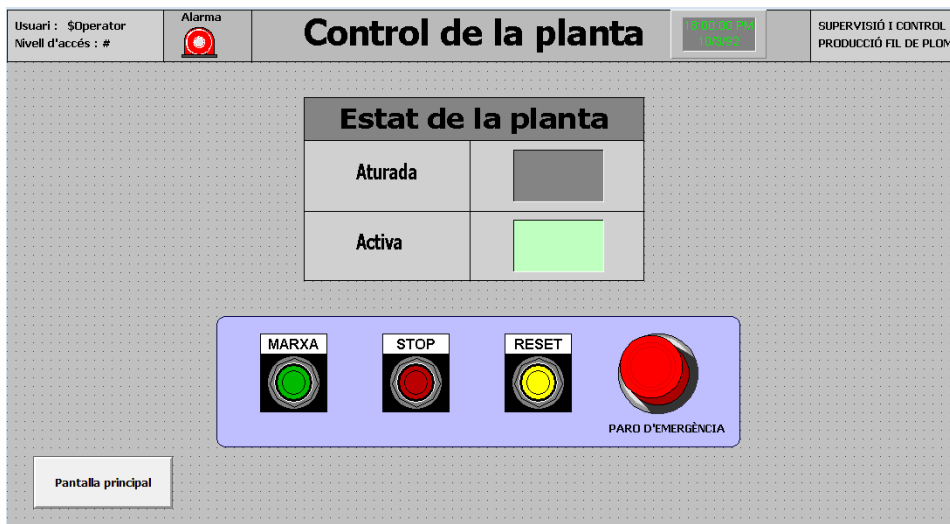 Usuari : $Operator
Nivell d'accés : #
Alarma
Control de la planta
SUPERVISIÓ I CONTROL
PRODUCCIÓ FIL DE
Estat de la planta
Aturada
Activa
MARXA
STOP
RESET
PARO D'EMERGÈNCIA
Pantalla principal